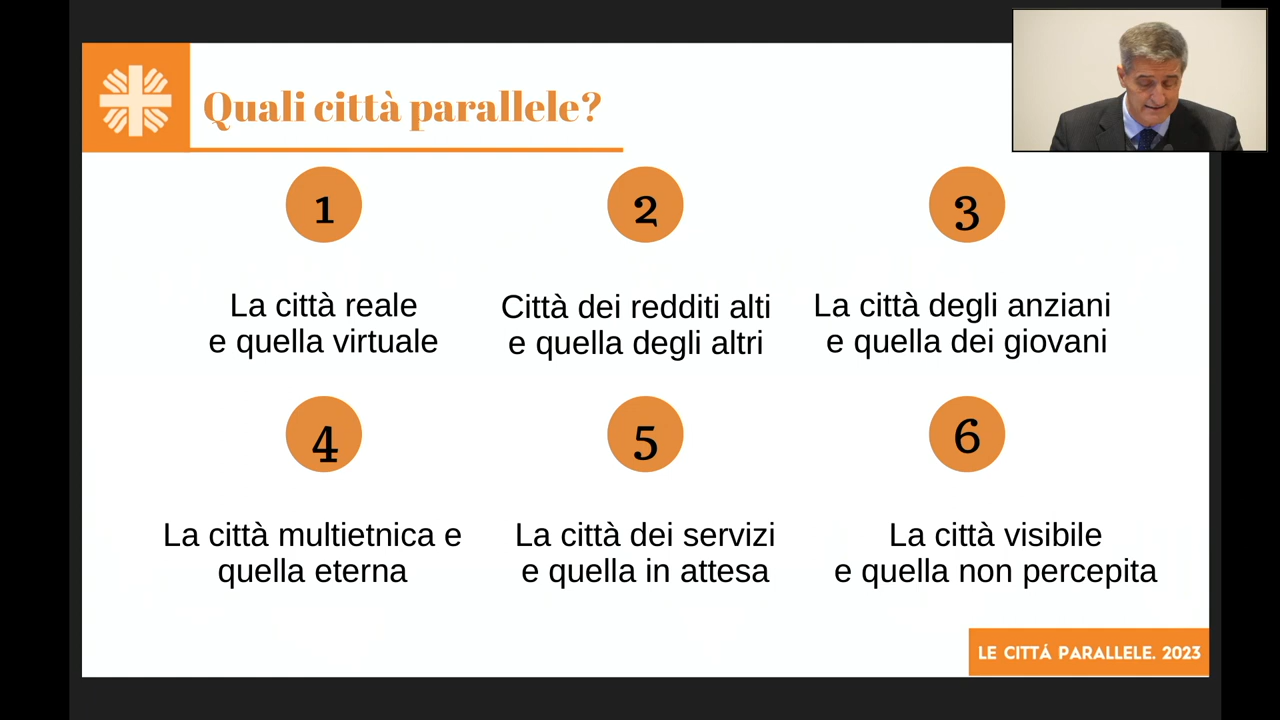 Quali città parallele?
1
2
3
La città reale
e quella virtuale
Città dei redditi alti
e quella degli altri
La città degli anziani
e quella dei giovani
4
5
6
La città multietnica e
quella eterna
La città dei servizi
e quella in attesa
La città visibile
e quella non percepita
LE CITTÁ PARALLELE. 2023